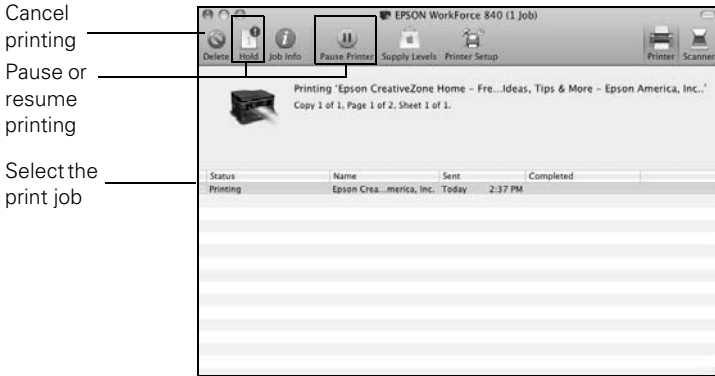 Cancel
printing
Pause or
resume
printing
Select the
print job
EPSON WorkForce 840 (1 Job)
Delete Hold Job Info Pause Printer Supply Levels Printer Setup Printer Scanner
Printing 'Epson CreativeZone Home – Fre...Ideas, Tips & More – Epson America, Inc..'
Copy 1 of 1, Page 1 of 2, Sheet 1 of 1.
Status Name Sent Completed
Printing Epson Crea...merica, Inc. Today 2:37 PM